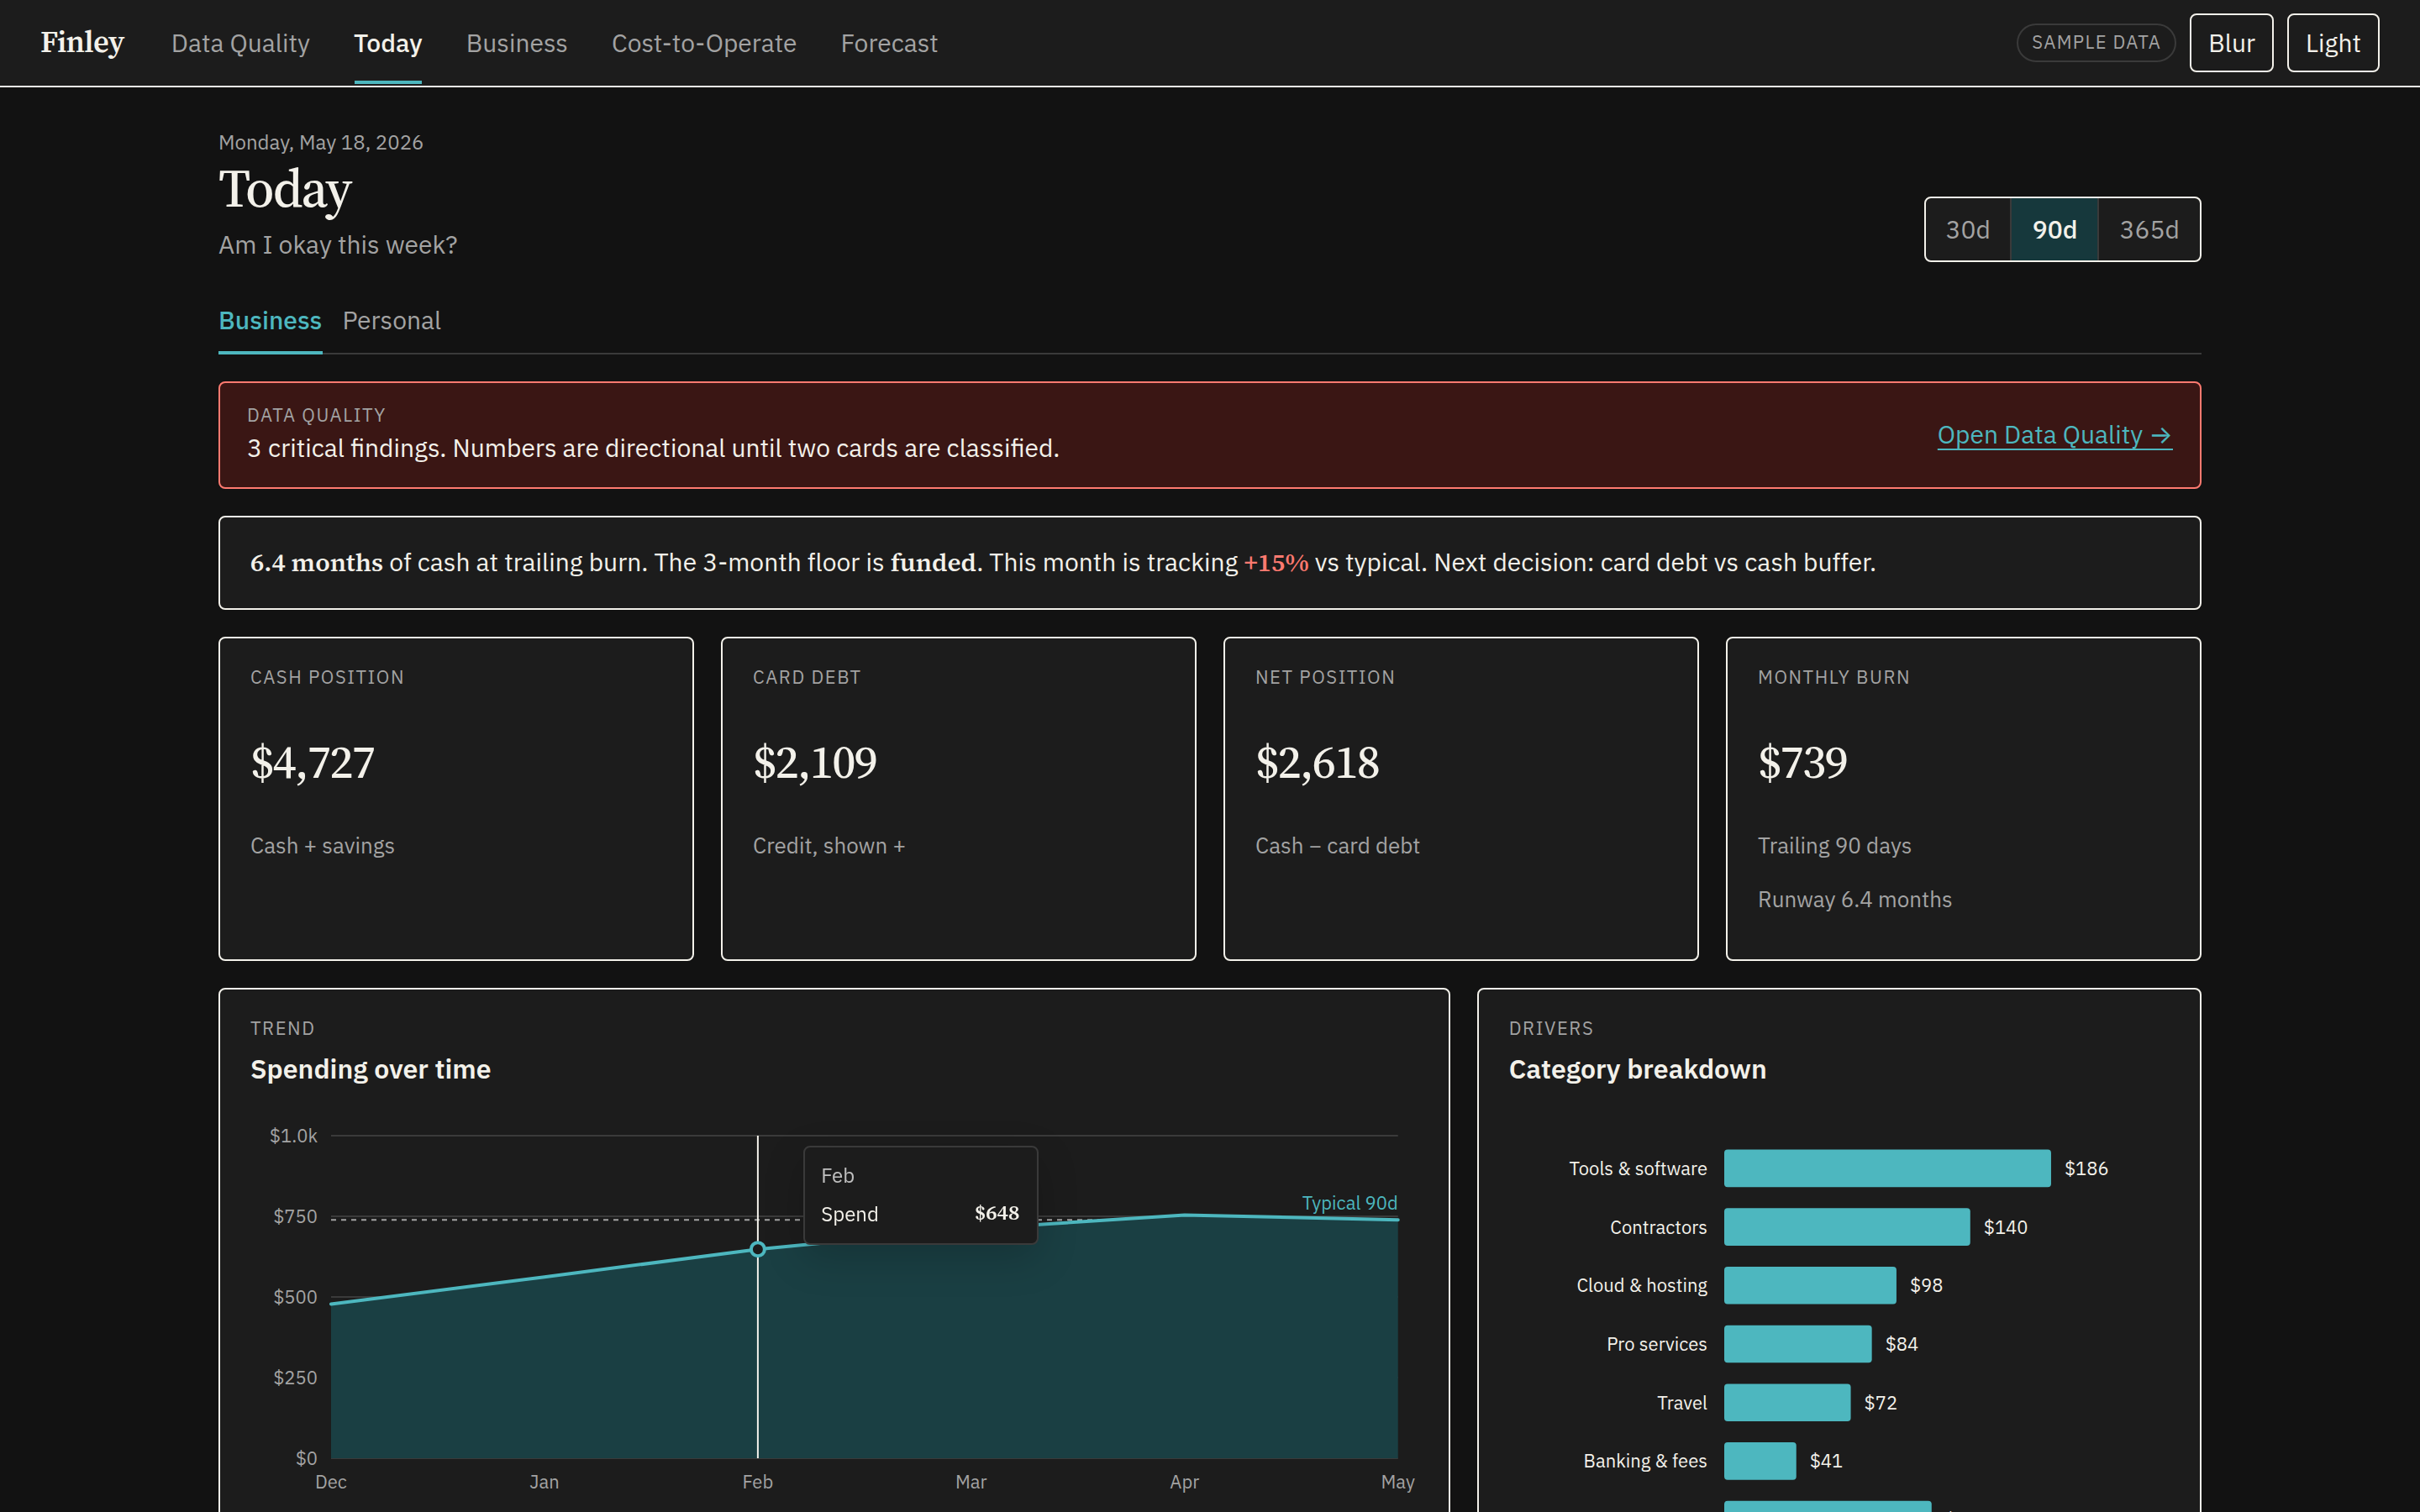 Finley
Data Quality
Today
Business
Cost-to-Operate
Forecast
SAMPLE DATA
Blur
Light
Monday, May 18, 2026
Today
Am I okay this week?
30d
90d
365d
Business
Personal
DATA QUALITY
3 critical findings. Numbers are directional until two cards are classified.
Open Data Quality →
6.4 months of cash at trailing burn. The 3-month floor is funded. This month is tracking +15% vs typical. Next decision: card debt vs cash buffer.
CASH POSITION
$4,727
Cash + savings
CARD DEBT
$2,109
Credit, shown +
NET POSITION
$2,618
Cash − card debt
MONTHLY BURN
$739
Trailing 90 days
Runway 6.4 months
TREND
Spending over time
$1.0k
$750
$500
$250
$0
Dec
Jan
Feb
Mar
Apr
May
Feb
Spend $648
Typical 90d
DRIVERS
Category breakdown
Tools & software $186
Contractors $140
Cloud & hosting $98
Pro services $84
Travel $72
Banking & fees $41